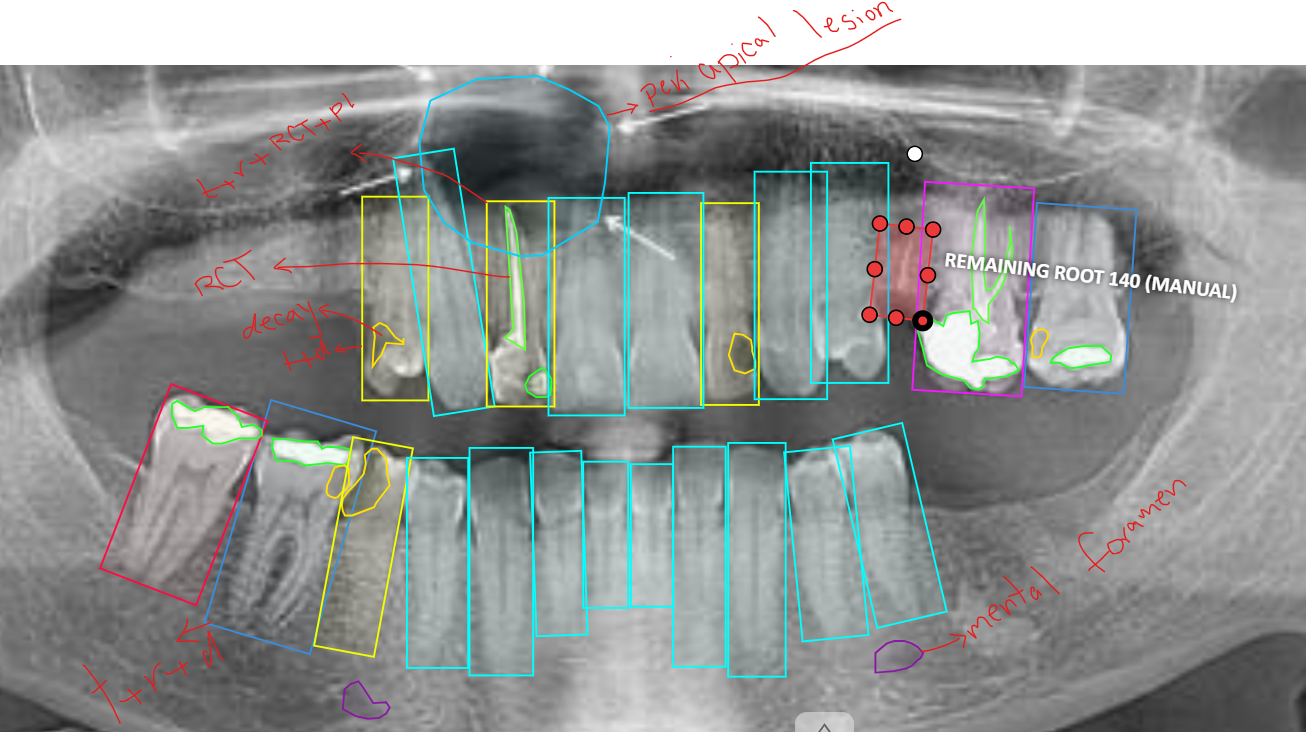 peri apical lesion
t+r+RCT+Pl
RCT
REMAINING ROOT 140 (MANUAL)
decay
t+d
mental foramen
t+r+d